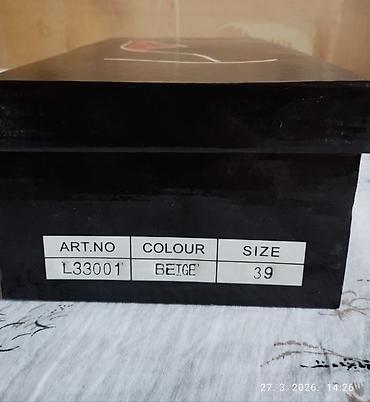 ART.NO COLOUR SIZE
L33001 BEIGE 39
27. 3. 2026. 14:26